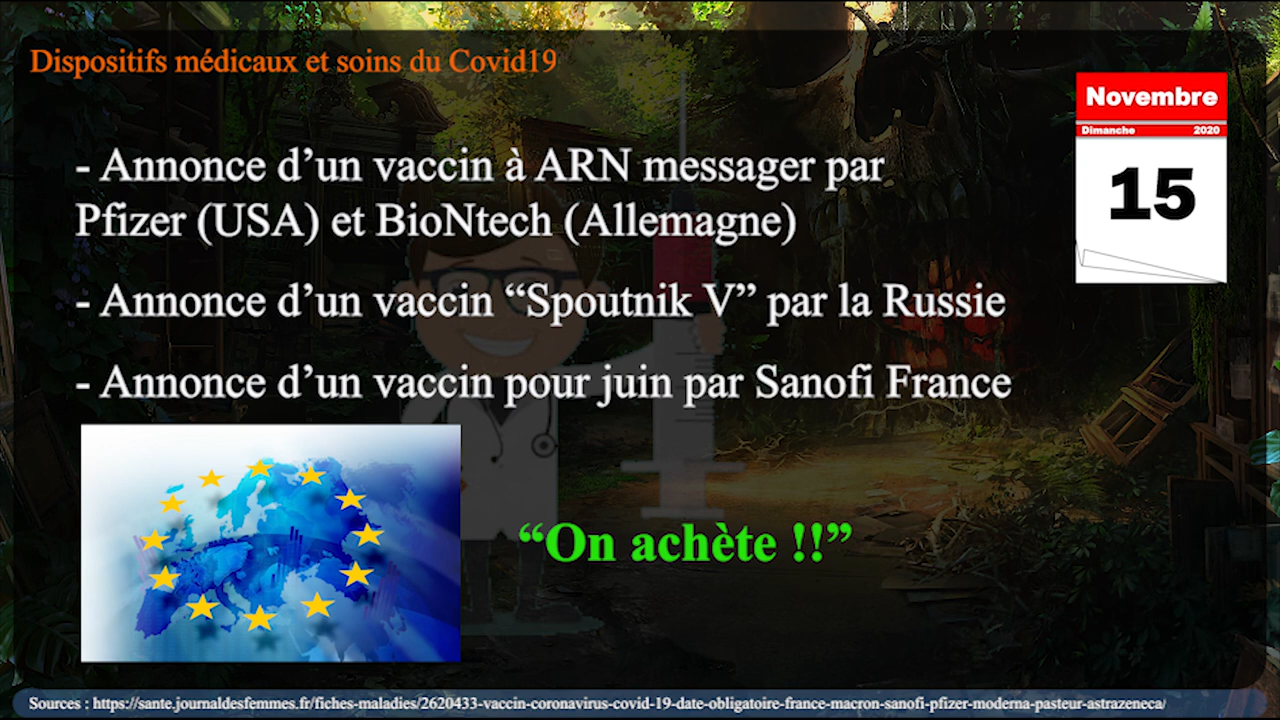 Dispositifs médicaux et soins du Covid19
Novembre
Dimanche 2020
15
- Annonce d’un vaccin à ARN messager par
Pfizer (USA) et BioNtech (Allemagne)
- Annonce d’un vaccin “Spoutnik V” par la Russie
- Annonce d’un vaccin pour juin par Sanofi France
“On achète !!”
Sources : https://sante.journaldesfemmes.fr/fiches-maladies/2620433-vaccin-coronavirus-covid-19-date-obligatoire-france-macron-sanofi-pfizer-moderna-pasteur-astrazeneca/